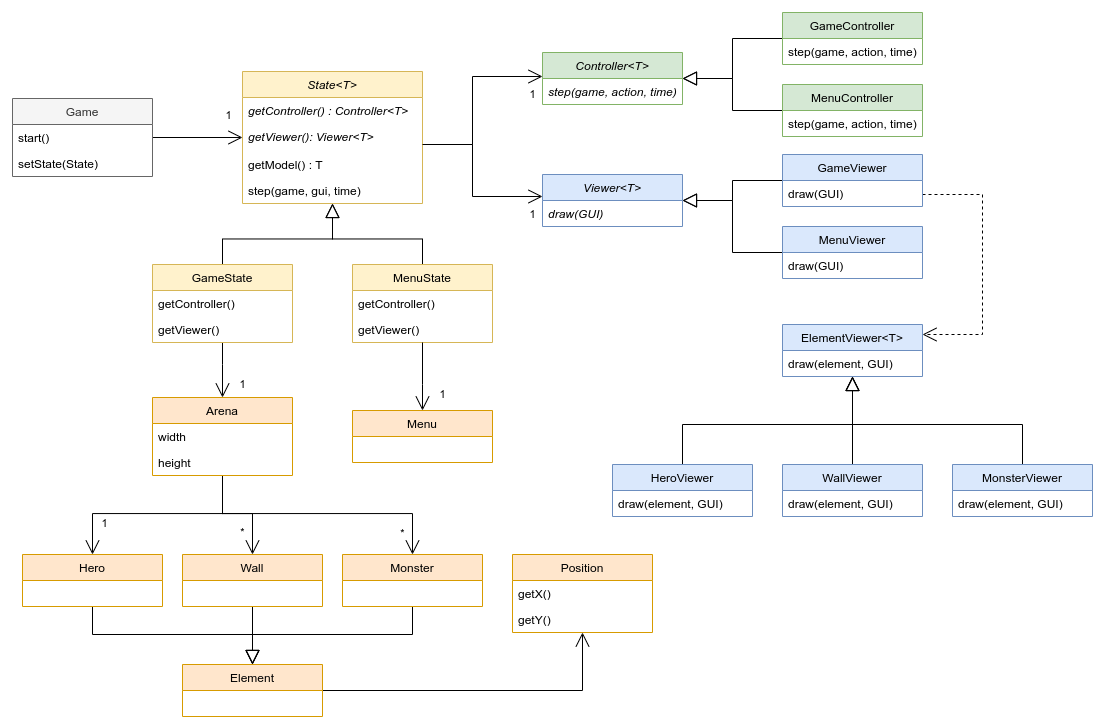 Game
start()
setState(State)
1
State<T>
getController() : Controller<T>
getViewer(): Viewer<T>
getModel() : T
step(game, gui, time)
1
Controller<T>
step(game, action, time)
GameController
step(game, action, time)
MenuController
step(game, action, time)
1
Viewer<T>
draw(GUI)
GameViewer
draw(GUI)
MenuViewer
draw(GUI)
GameState
getController()
getViewer()
MenuState
getController()
getViewer()
ElementViewer<T>
draw(element, GUI)
1
Arena
width
height
1
Menu
HeroViewer
draw(element, GUI)
WallViewer
draw(element, GUI)
MonsterViewer
draw(element, GUI)
1
*
*
Hero
Wall
Monster
Position
getX()
getY()
Element